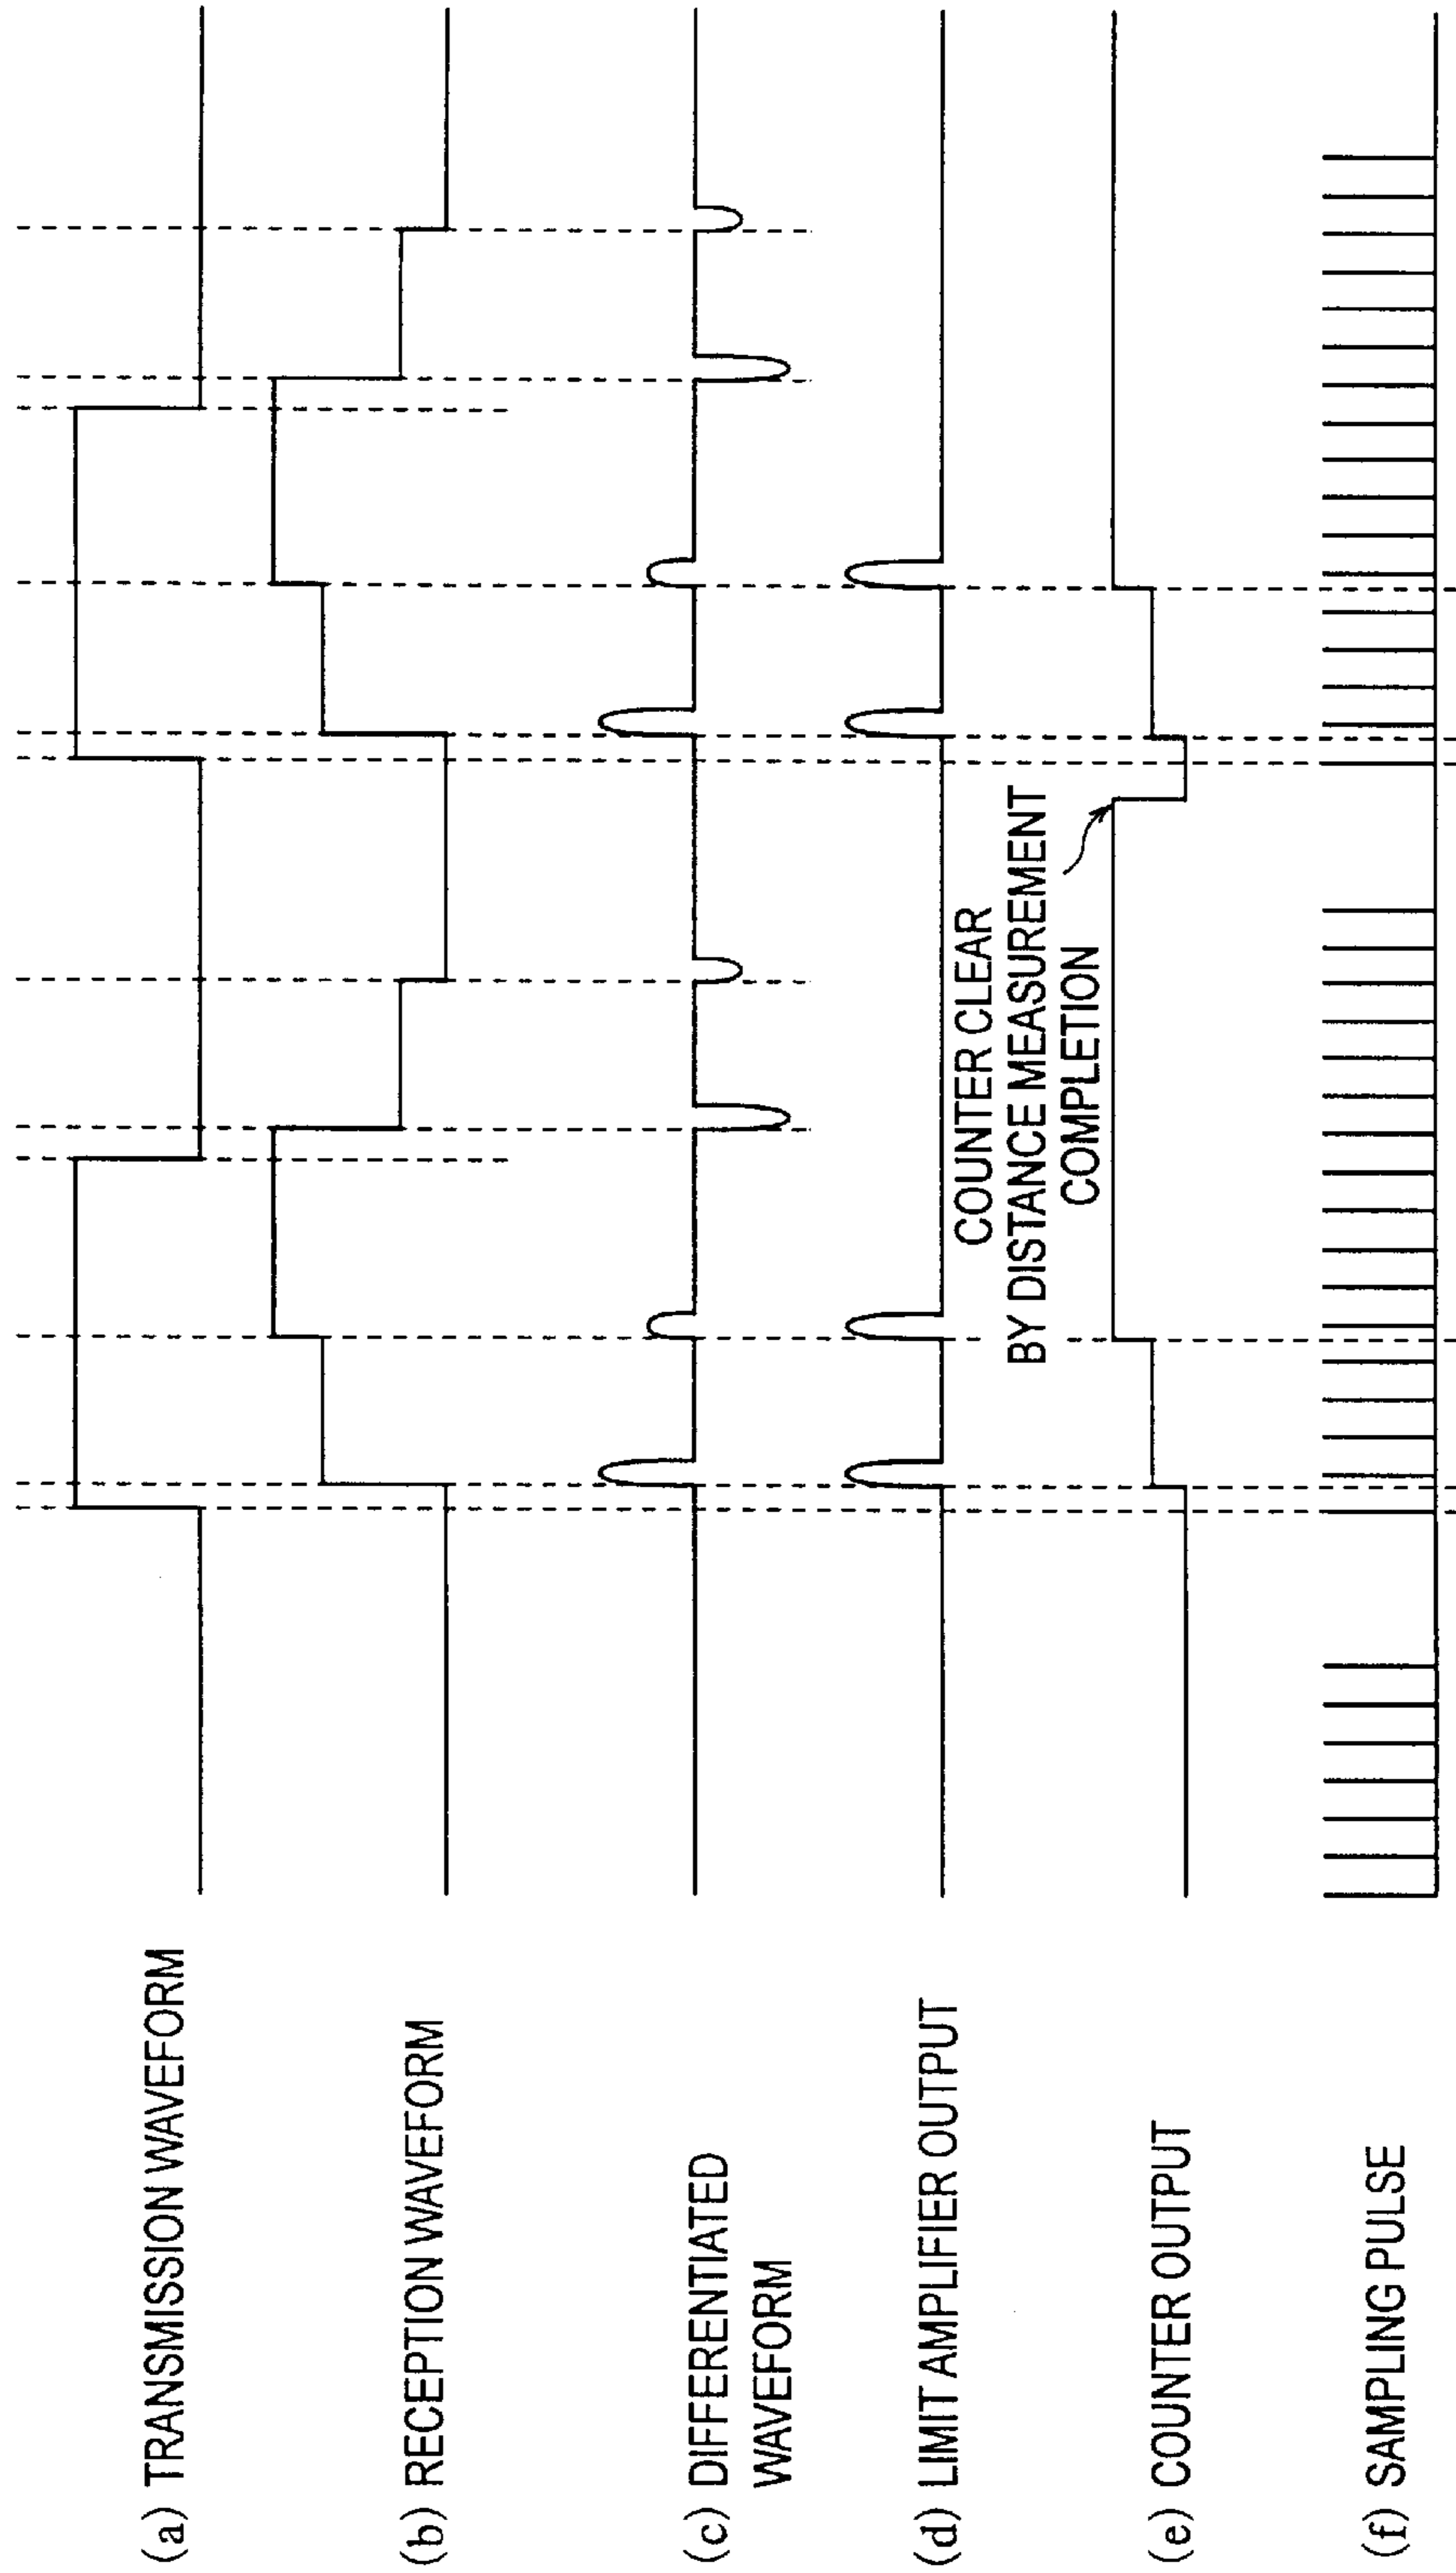 (a) TRANSMISSION WAVEFORM
(b) RECEPTION WAVEFORM
(c) DIFFERENTIATED
WAVEFORM
(d) LIMIT AMPLIFIER OUTPUT
COUNTER CLEAR
BY DISTANCE MEASUREMENT
COMPLETION
(e) COUNTER OUTPUT
(f) SAMPLING PULSE